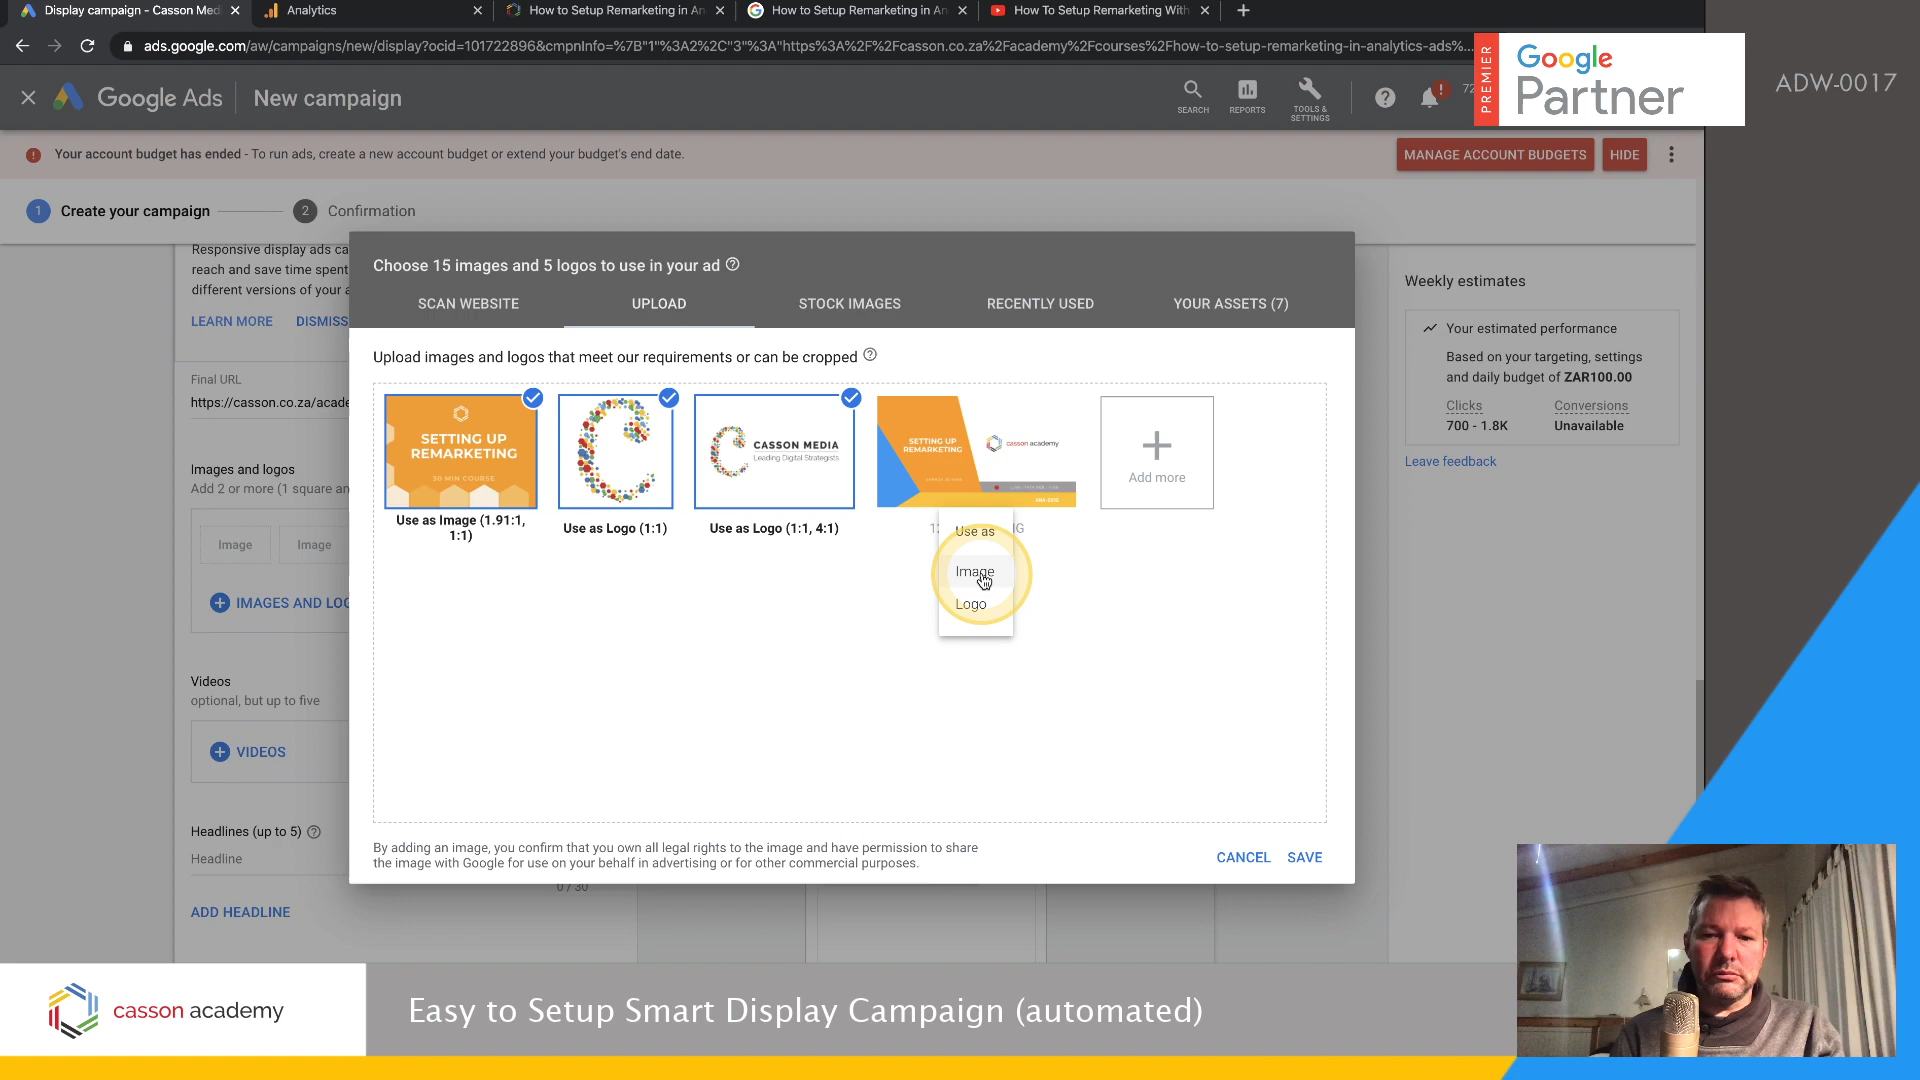 Display campaign - Casson Med
Analytics
How to Setup Remarketing in An
How to Setup Remarketing in An
How To Setup Remarketing With
ads.google.com/aw/campaigns/new/display?ocid=101722896&cmpnInfo=%7B"1"%3A2%2C"3"%3A"https%3A%2F%2Fcasson.co.za%2Facademy%2Fcourses%2Fhow-to-setup-remarketing-in-analytics-ads%...
PREMIER
Google
Partner
ADW-0017
Google Ads
New campaign
SEARCH
REPORTS
TOOLS &
SETTINGS
72
Your account budget has ended - To run ads, create a new account budget or extend your budget's end date.
MANAGE ACCOUNT BUDGETS
HIDE
1 Create your campaign
2 Confirmation
Responsive display ads ca
reach and save time spent
different versions of your a
LEARN MORE
DISMISS
Final URL
https://casson.co.za/acade
Images and logos
Add 2 or more (1 square an
Image
Image
IMAGES AND LOG
Videos
optional, but up to five
VIDEOS
Headlines (up to 5)
Headline
0 / 30
ADD HEADLINE
Choose 15 images and 5 logos to use in your ad
SCAN WEBSITE
UPLOAD
STOCK IMAGES
RECENTLY USED
YOUR ASSETS (7)
Upload images and logos that meet our requirements or can be cropped
SETTING UP
REMARKETING
30 MIN COURSE
Use as Image (1.91:1,
1:1)
Use as Logo (1:1)
CASSON MEDIA
Leading Digital Strategists
Use as Logo (1:1, 4:1)
SETTING UP
REMARKETING
casson academy
Add more
Use as
Image
Logo
By adding an image, you confirm that you own all legal rights to the image and have permission to share
the image with Google for use on your behalf in advertising or for other commercial purposes.
CANCEL
SAVE
Weekly estimates
Your estimated performance
Based on your targeting, settings
and daily budget of ZAR100.00
Clicks
Conversions
700 - 1.8K
Unavailable
Leave feedback
casson academy
Easy to Setup Smart Display Campaign (automated)